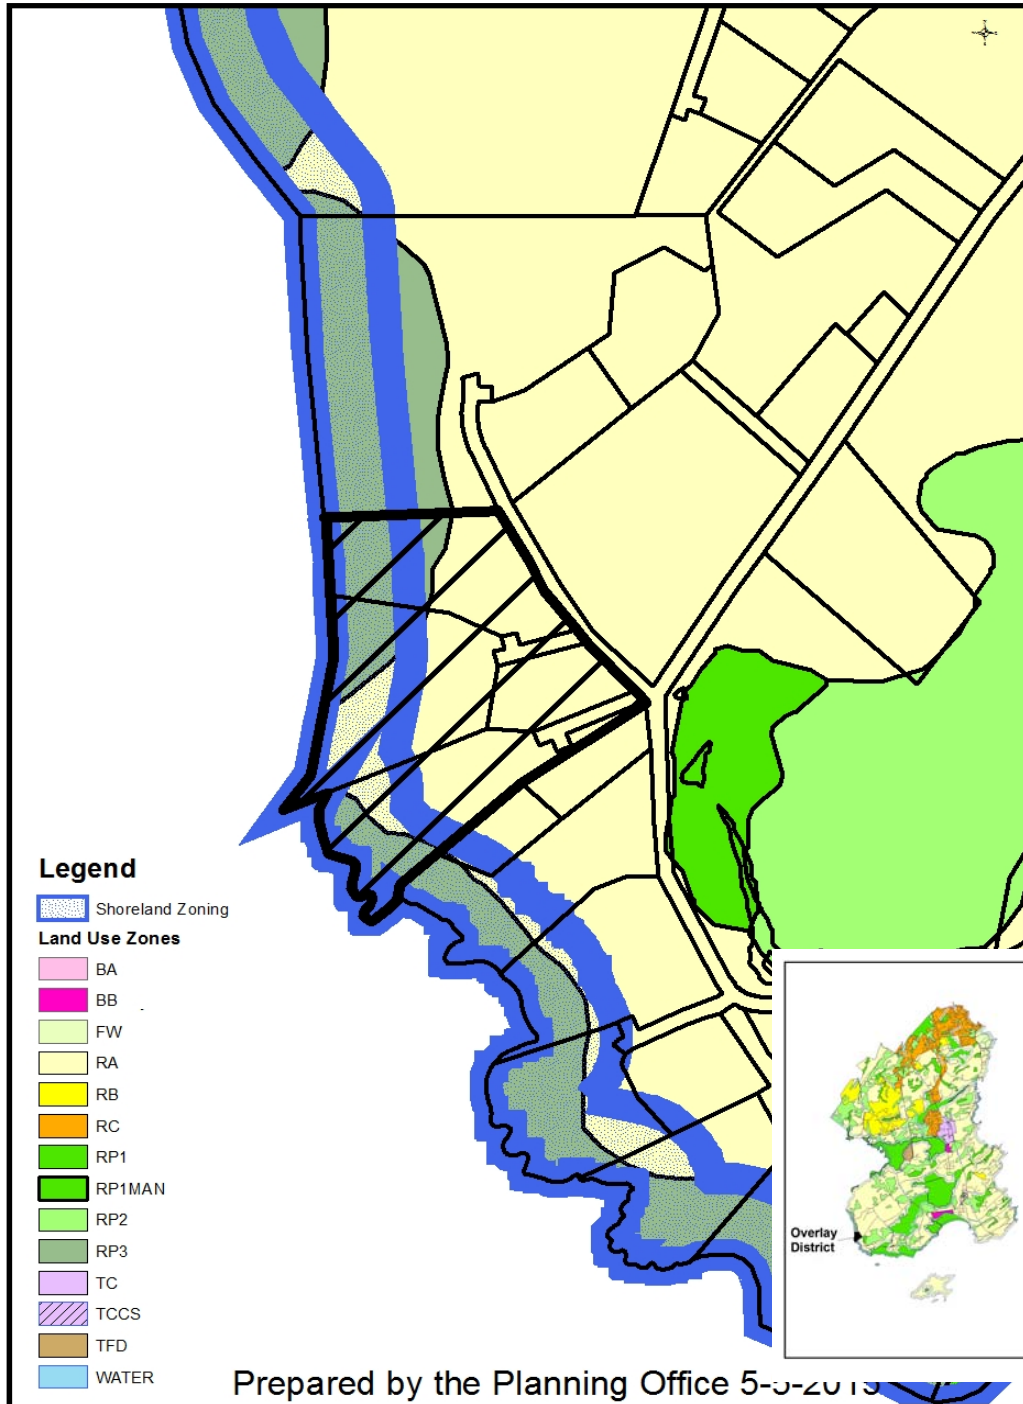 Legend
Shoreland Zoning
Land Use Zones
BA
BB
FW
RA
RB
RC
RP1
RP1MAN
RP2
RP3
TC
TCCS
TFD
WATER
Overlay
District
Prepared by the Planning Office